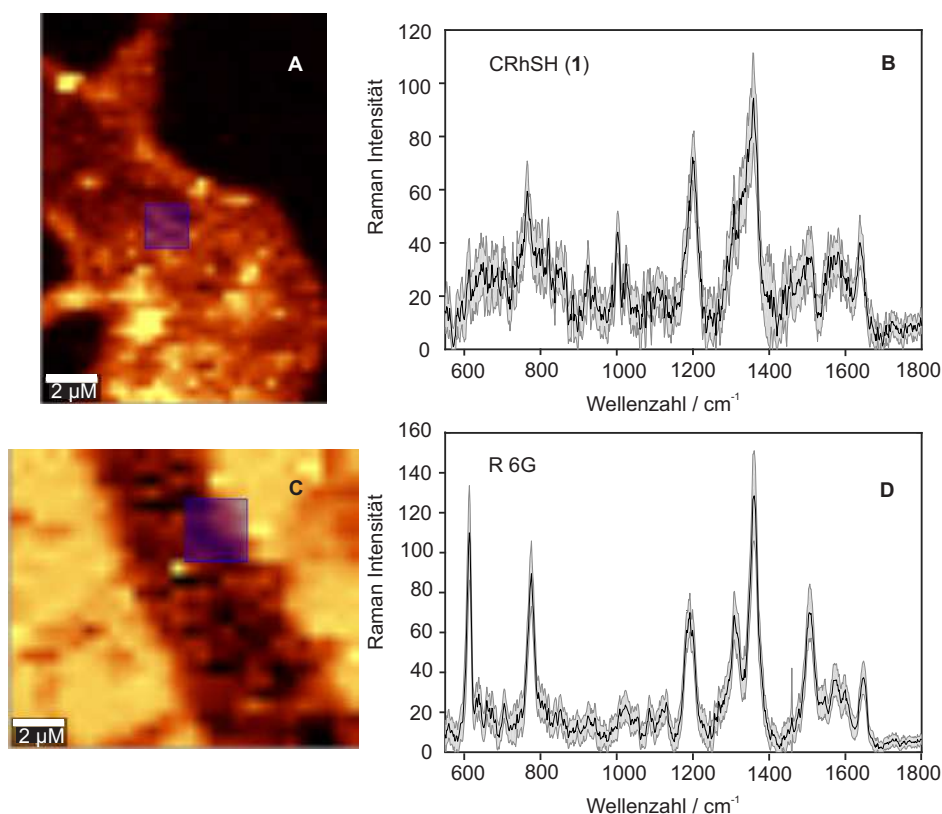 A
2 µM
CRhSH (1)
B
Raman Intensität
120
100
80
60
40
20
0
600 800 1000 1200 1400 1600 1800
Wellenzahl / cm⁻¹
C
2 µM
R 6G
D
Raman Intensität
160
140
120
100
80
60
40
20
0
600 800 1000 1200 1400 1600 1800
Wellenzahl / cm⁻¹